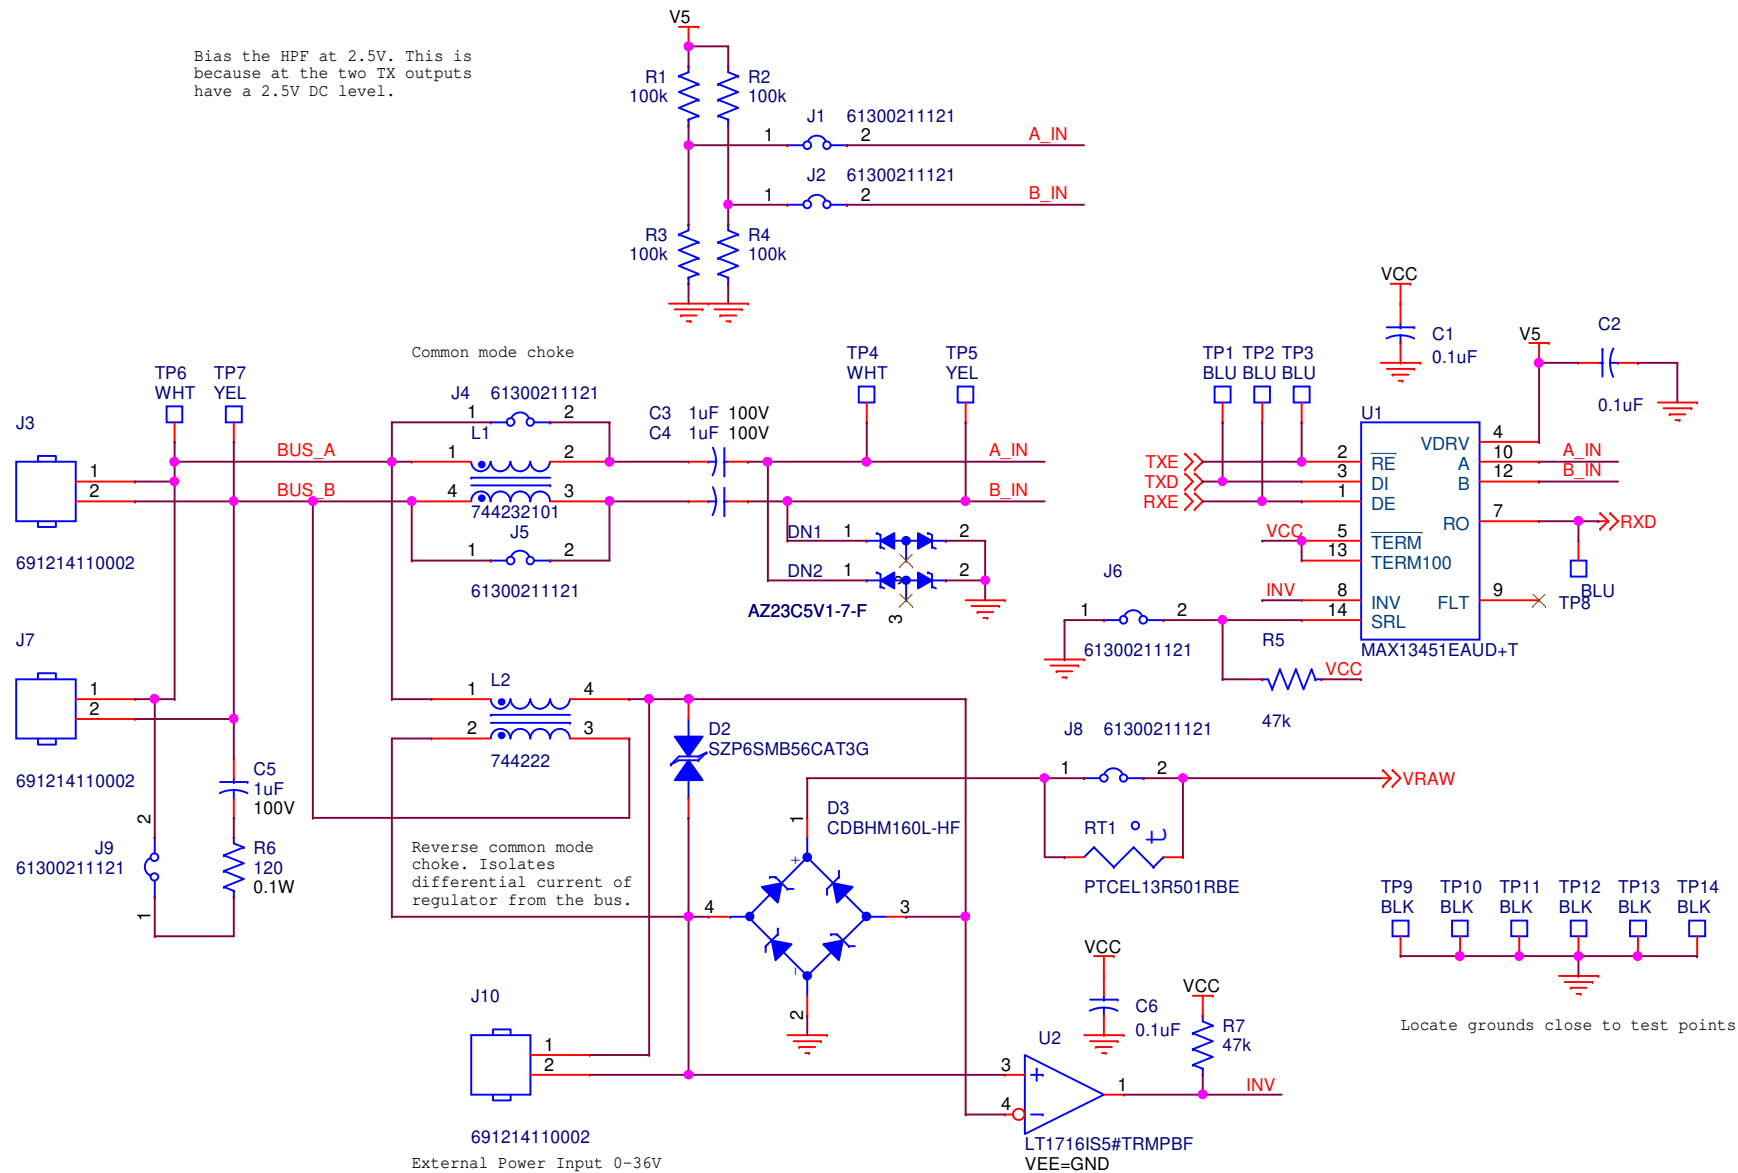 V5
Bias the HPF at 2.5V. This is
because at the two TX outputs
have a 2.5V DC level.
R1
100k
R2
100k
J1 61300211121
1 2 A_IN
J2 61300211121
1 2 B_IN
R3
100k
R4
100k
VCC
C1
0.1uF
V5
C2
0.1uF
Common mode choke
TP6
WHT
TP7
YEL
J4 61300211121
1 2
L1
1 2
4 3
744232101
J5
1 2
61300211121
C3 1uF 100V
C4 1uF 100V
TP4
WHT
TP5
YEL
A_IN
B_IN
J3
1
2
691214110002
BUS_A
BUS_B
DN1 1 2
DN2 1 2
3
3
AZ23C5V1-7-F
TP1
BLU
TP2
BLU
TP3
BLU
TXE
TXD
RXE
VCC
INV
U1
2 RE
3 DI
1 DE
5 TERM
13 TERM100
8 INV
14 SRL
VDRV 4
A 10 A_IN
B 12 B_IN
RO 7 RXD
FLT 9
MAX13451EAUD+T
BLU
TP8
J6
1 2
61300211121
R5
VCC
47k
J7
1
2
691214110002
L2
1 4
2 3
744222
D2
SZP6SMB56CAT3G
C5
1uF
100V
R6
120
0.1W
J9
61300211121
2
1
Reverse common mode
choke. Isolates
differential current of
regulator from the bus.
J8 61300211121
1 2
VRAW
RT1
t
PTCEL13R501RBE
D3
CDBHM160L-HF
1
+
4 3
-
2
TP9
BLK
TP10
BLK
TP11
BLK
TP12
BLK
TP13
BLK
TP14
BLK
Locate grounds close to test points
J10
1
2
691214110002
External Power Input 0-36V
VCC
C6
0.1uF
VCC
R7
47k
U2
3 +
4 -
1
INV
LT1716IS5#TRMPBF
VEE=GND